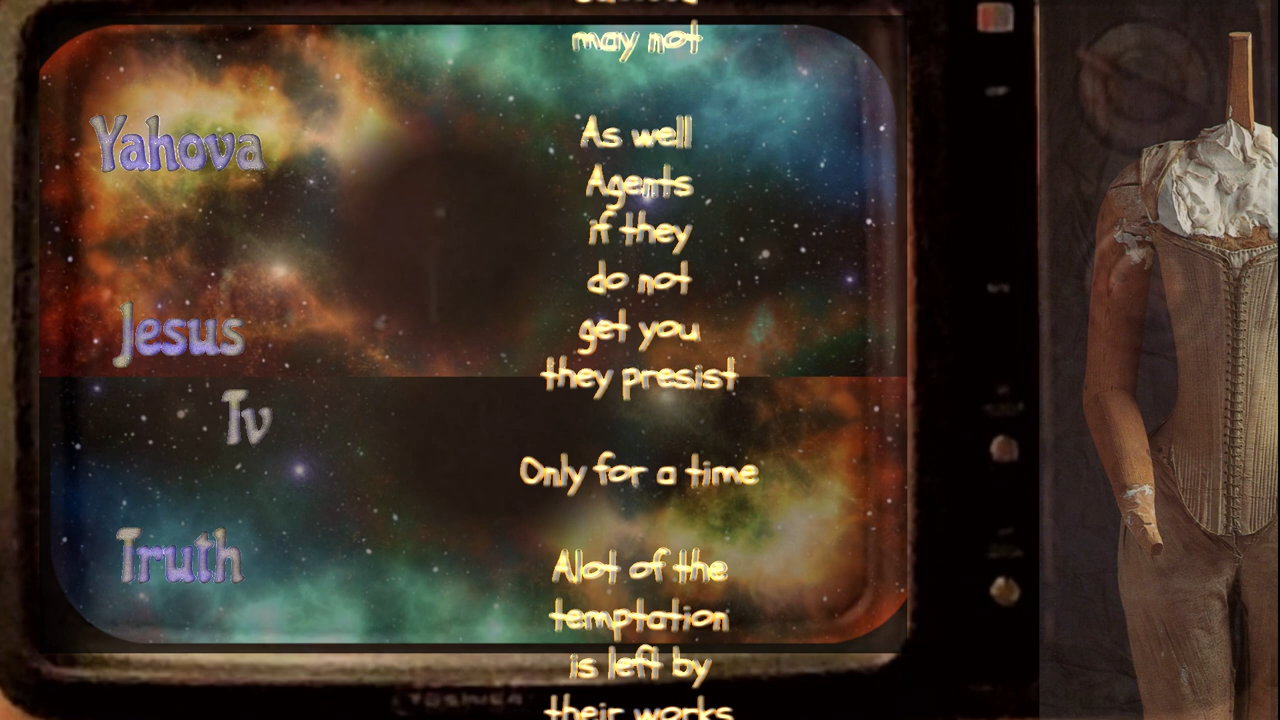 may not
Yahova
As well
Agents
if they
do not
get you
Jesus
they presist
Tv
Only for a time
Truth
Alot of the
temptation
is left by
their works